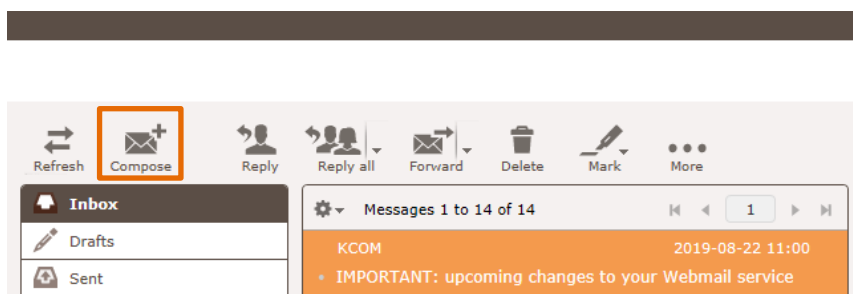 Refresh Compose Reply Reply all Forward Delete Mark More
Inbox
Drafts
Sent
Messages 1 to 14 of 14 1
KCOM 2019-08-22 11:00
IMPORTANT: upcoming changes to your Webmail service